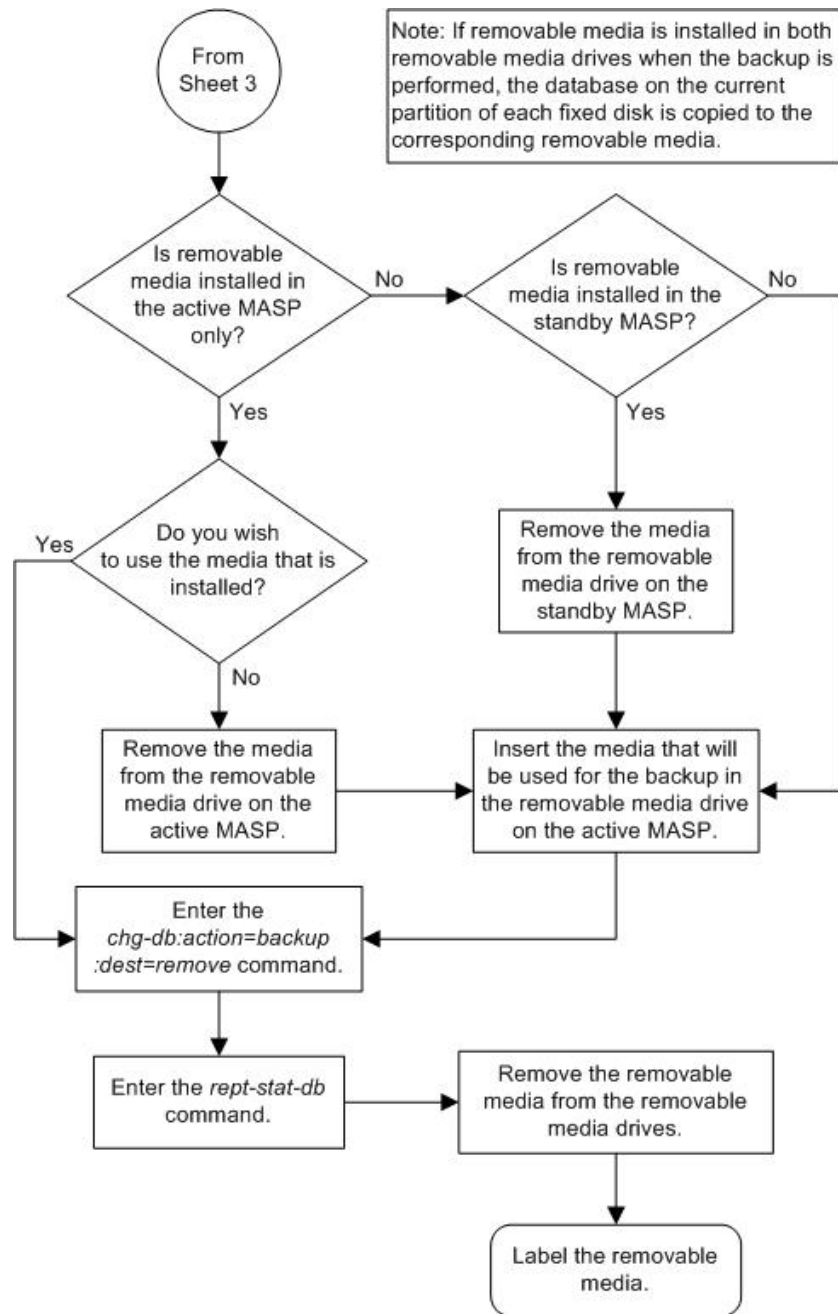 From
Sheet 3
Note: If removable media is installed in both
removable media drives when the backup is
performed, the database on the current
partition of each fixed disk is copied to the
corresponding removable media.
Is removable
media installed in
the active MASP
only?
No
Is removable
media installed in the
standby MASP?
No
Yes
Yes
Do you wish
to use the media that is
installed?
Yes
No
Remove the media
from the removable
media drive on the
standby MASP.
Remove the media
from the removable
media drive on the
active MASP.
Insert the media that will
be used for the backup in
the removable media drive
on the active MASP.
Enter the
chg-db:action=backup
:dest=remove command.
Enter the rept-stat-db
command.
Remove the removable
media from the removable
media drives.
Label the removable
media.